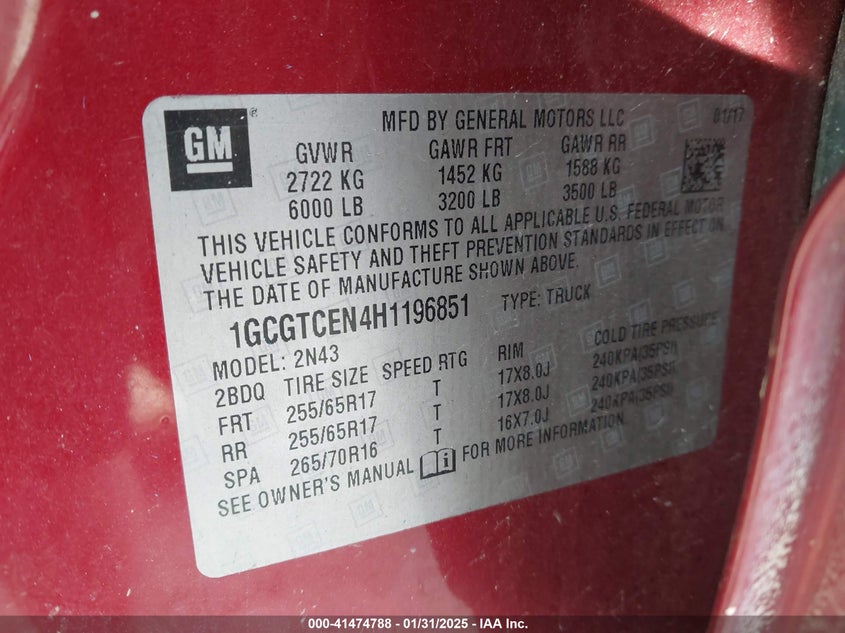 GM
MFD BY GENERAL MOTORS LLC 01/17
GVWR GAWR FRT GAWR RR
2722 KG 1452 KG 1588 KG
6000 LB 3200 LB 3500 LB
THIS VEHICLE CONFORMS TO ALL APPLICABLE U.S. FEDERAL MOTOR
VEHICLE SAFETY AND THEFT PREVENTION STANDARDS IN EFFECT ON
THE DATE OF MANUFACTURE SHOWN ABOVE.
1GCGTCEN4H1196851 TYPE: TRUCK
MODEL: 2N43
2BDQ TIRE SIZE SPEED RTG RIM COLD TIRE PRESSURE
FRT 255/65R17 T 17X8.0J 240KPA(35PSI)
RR 255/65R17 T 17X8.0J 240KPA(35PSI)
SPA 265/70R16 T 16X7.0J 240KPA(35PSI)
SEE OWNER'S MANUAL FOR MORE INFORMATION
000-41474788 - 01/31/2025 - IAA Inc.